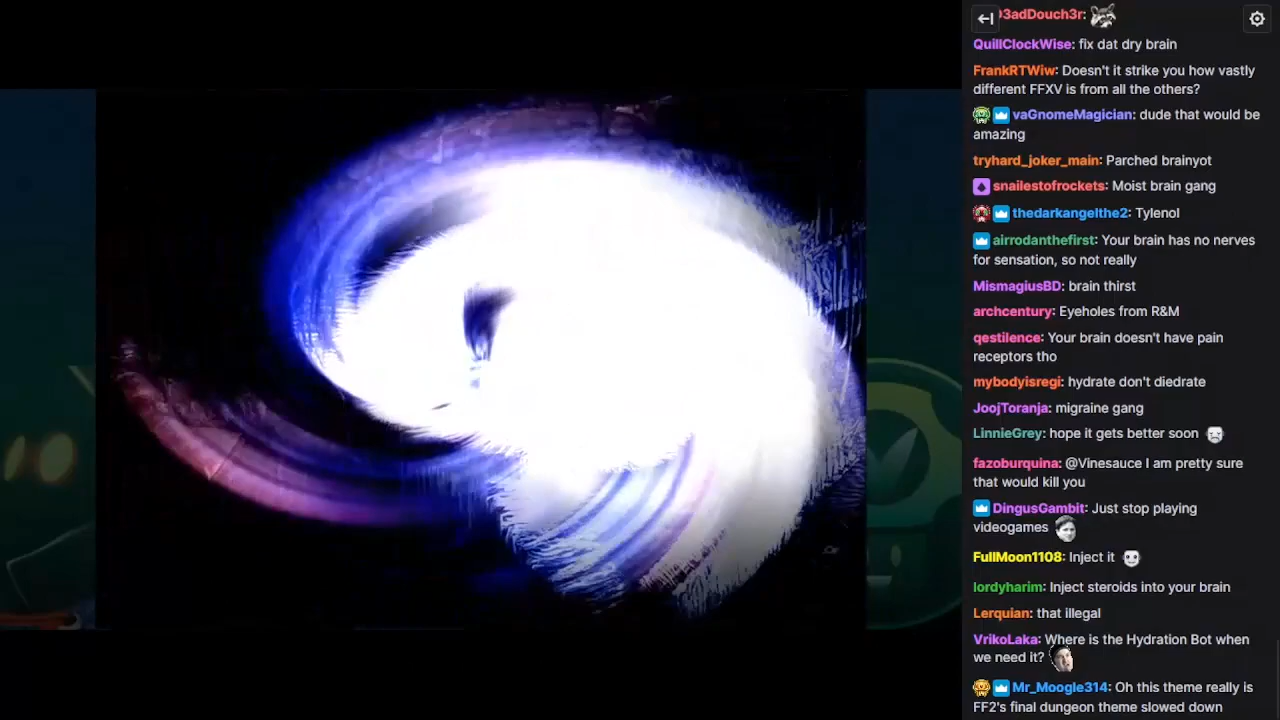 D3adDouch3r:
QuillClockWise: fix dat dry brain
FrankRTWiw: Doesn't it strike you how vastly
different FFXV is from all the others?
vaGnomeMagician: dude that would be
amazing
tryhard_joker_main: Parched brainyot
snailestofrockets: Moist brain gang
thedarkangelthe2: Tylenol
airrodanthefirst: Your brain has no nerves
for sensation, so not really
MismagiusBD: brain thirst
archcentury: Eyeholes from R&M
qestilence: Your brain doesn't have pain
receptors tho
mybodyisregi: hydrate don't diedrate
JoojToranja: migraine gang
LinnieGrey: hope it gets better soon
fazoburquina: @Vinesauce I am pretty sure
that would kill you
DingusGambit: Just stop playing
videogames
FullMoon1108: Inject it
lordyharim: Inject steroids into your brain
Lerquian: that illegal
VrikoLaka: Where is the Hydration Bot when
we need it?
Mr_Moogle314: Oh this theme really is
FF2's final dungeon theme slowed down